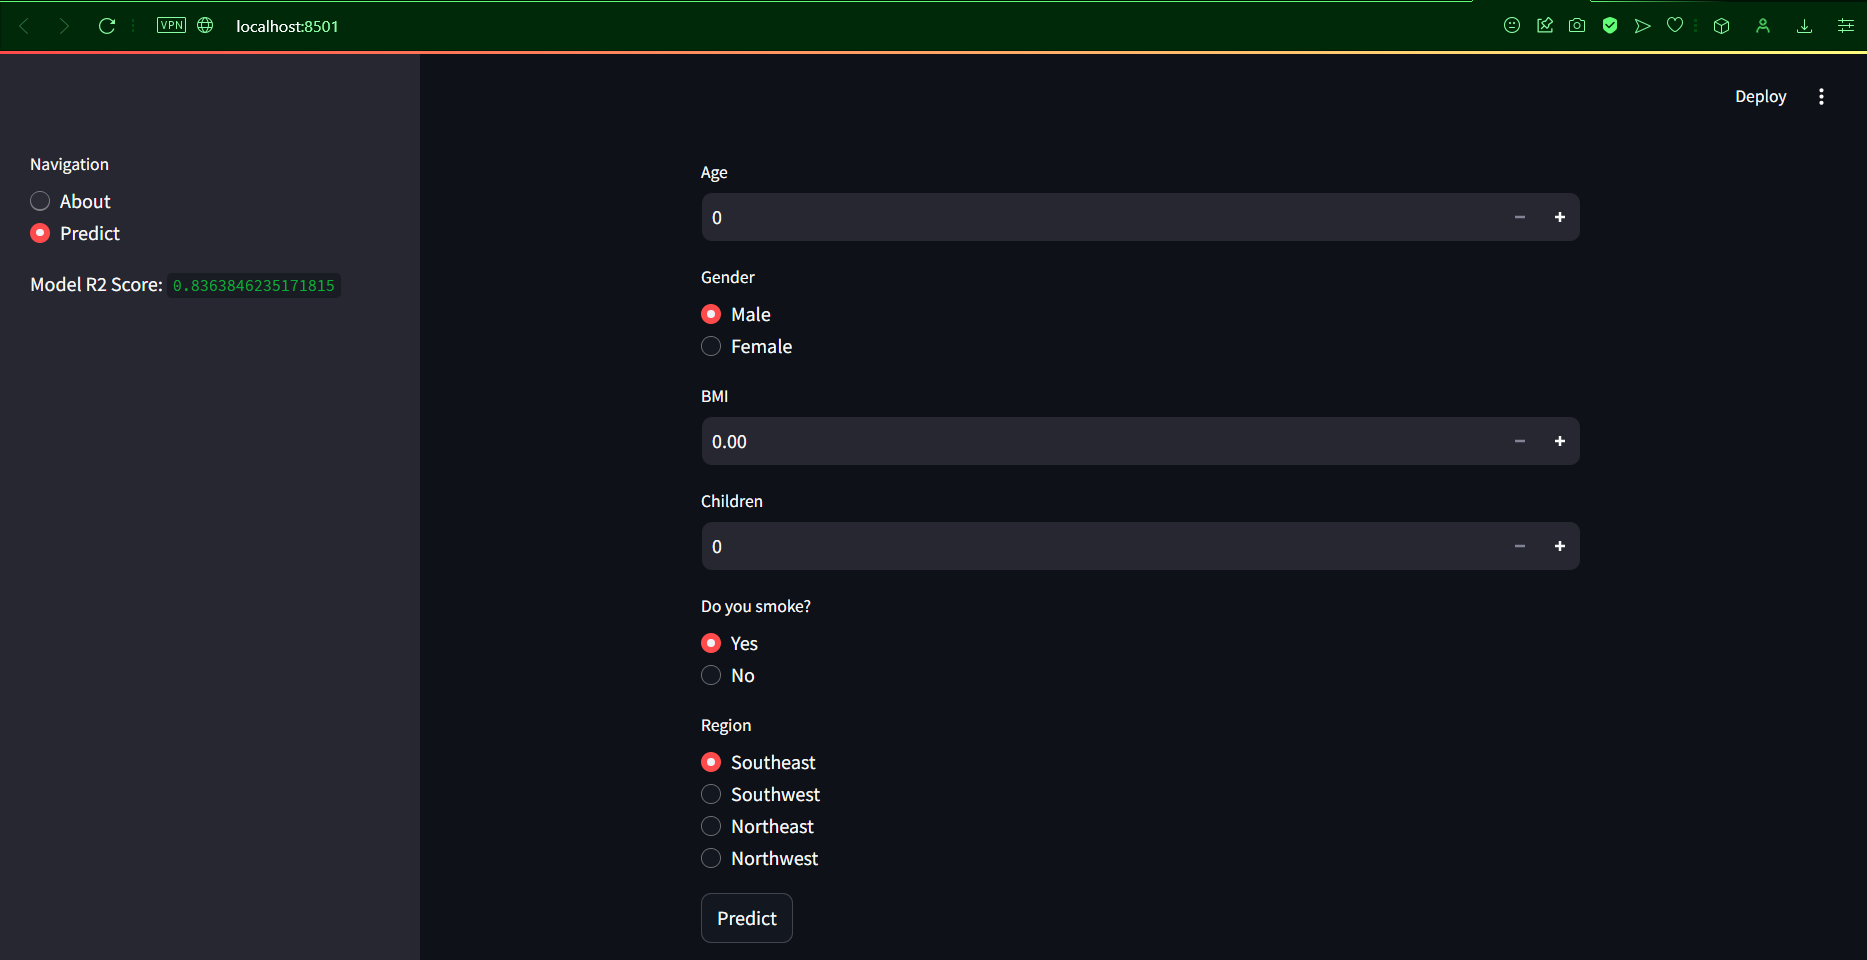 VPN localhost:8501
Deploy
Navigation
About
Predict
Model R2 Score: 0.8363846235171815
Age
0
Gender
Male
Female
BMI
0.00
Children
0
Do you smoke?
Yes
No
Region
Southeast
Southwest
Northeast
Northwest
Predict